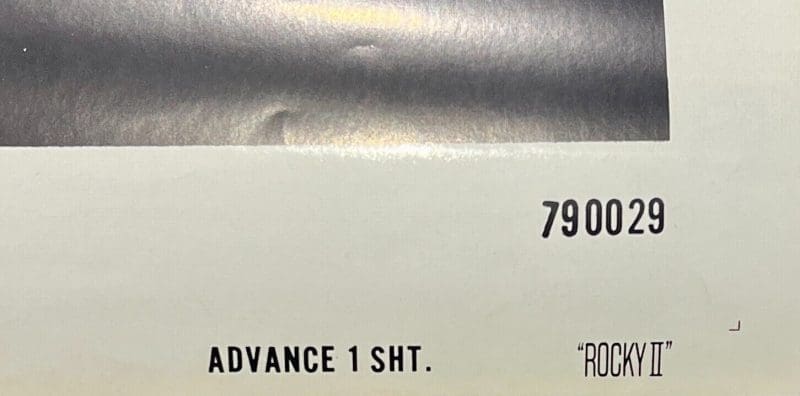 790029
ADVANCE 1 SHT. “ROCKY II”